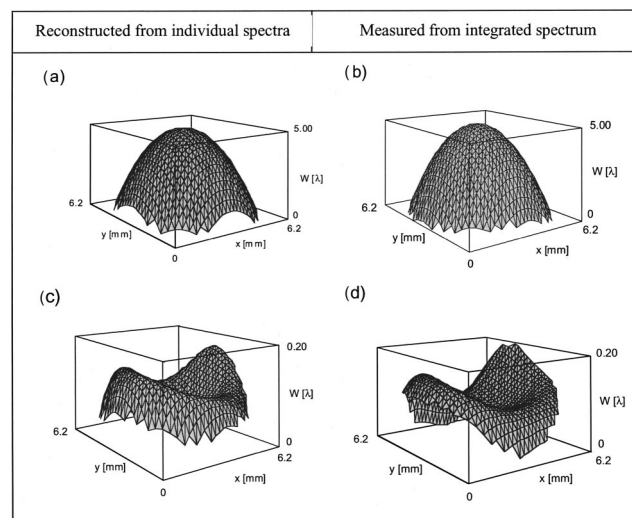 Reconstructed from individual spectra
Measured from integrated spectrum
(a)
5.00
W [λ]
0
6.2
6.2
y [mm]
x [mm]
0
(b)
5.00
W [λ]
0
6.2
6.2
y [mm]
x [mm]
0
(c)
0.20
W [λ]
0
6.2
6.2
y [mm]
x [mm]
0
(d)
0.20
W [λ]
0
6.2
6.2
y [mm]
x [mm]
0